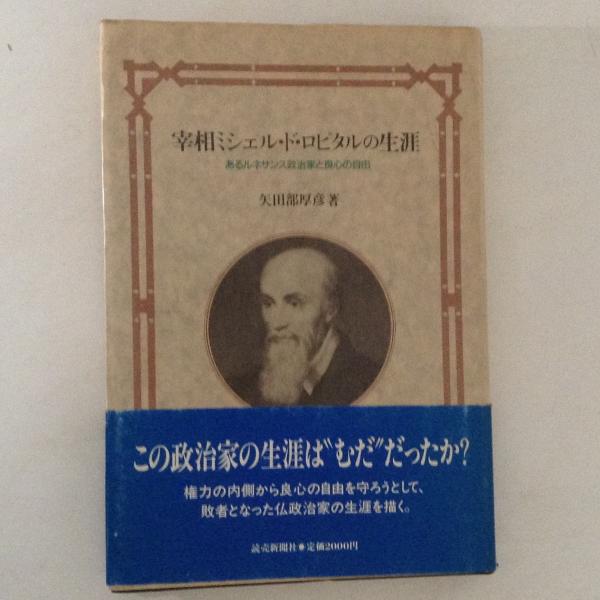 宰相ミシェル・ド・ロピタルの生涯
あるルネサンス政治家と良心の自由
矢田部厚彦著
この政治家の生涯は"むだ"だったか?
権力の内側から良心の自由を守ろうとして、
敗者となった仏政治家の生涯を描く。
読売新聞社●定価2000円